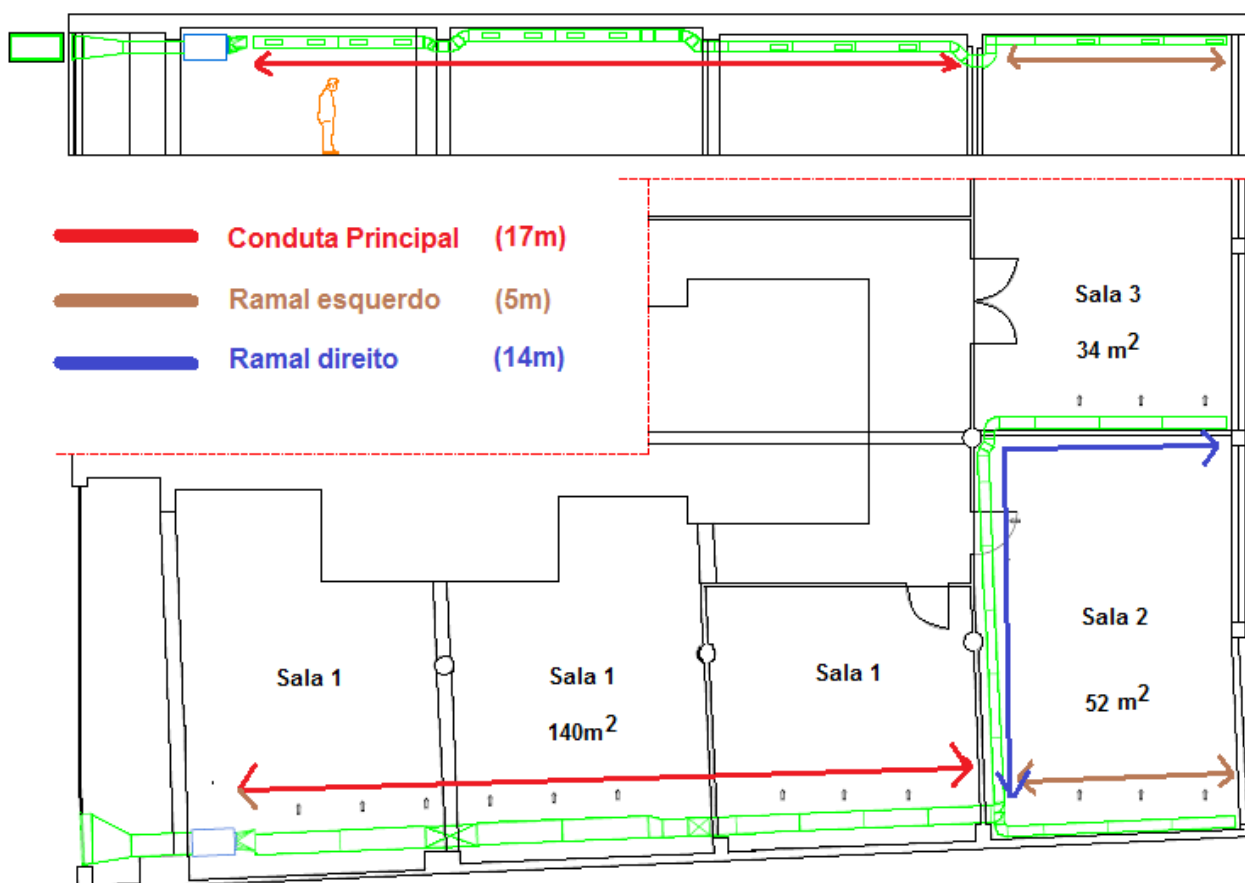 Conduta Principal (17m)
Ramal esquerdo (5m)
Ramal direito (14m)
Sala 3
34 m²
Sala 1
Sala 1
140m²
Sala 1
Sala 2
52 m²